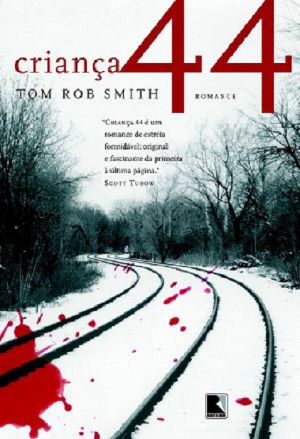 criança 44
TOM ROB SMITH
ROMANCE
"CRIANÇA 44 é um
romance de estréia
formidável: original
e fascinante da primeira
à última página."
SCOTT TUROW